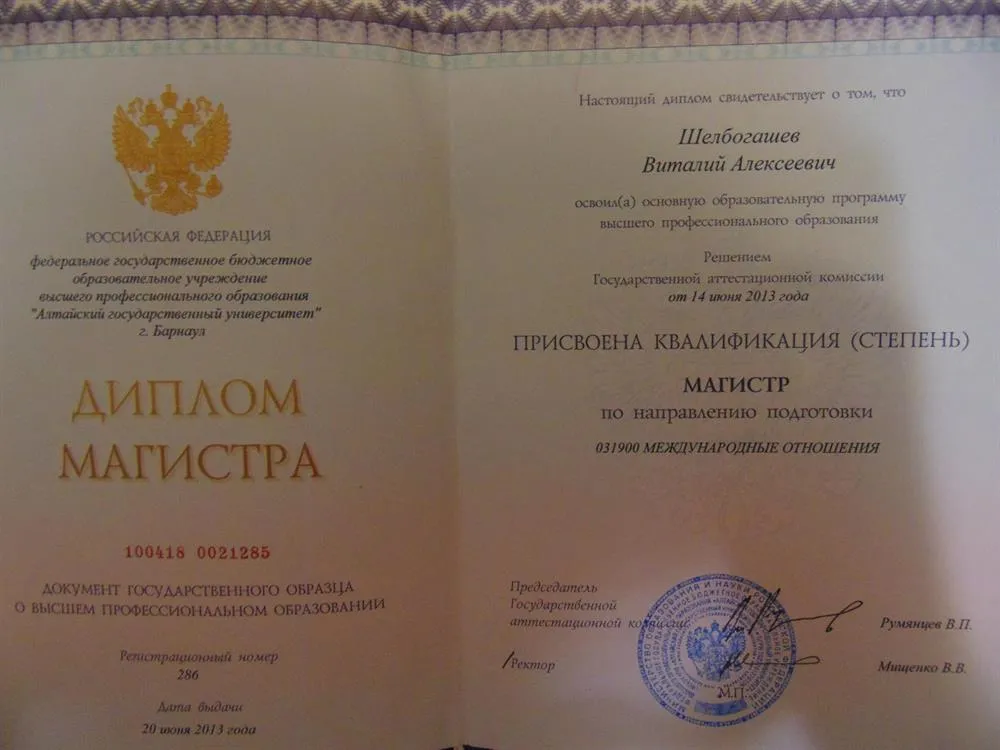 РОССИЙСКАЯ ФЕДЕРАЦИЯ
федеральное государственное бюджетное
образовательное учреждение
высшего профессионального образования
"Алтайский государственный университет"
г. Барнаул
ДИПЛОМ
МАГИСТРА
100418 0021285
ДОКУМЕНТ ГОСУДАРСТВЕННОГО ОБРАЗЦА
О ВЫСШЕМ ПРОФЕССИОНАЛЬНОМ ОБРАЗОВАНИИ
Регистрационный номер
286
Дата выдачи
20 июня 2013 года
Настоящий диплом свидетельствует о том, что
Шелбогашев
Виталий Алексеевич
освоил(а) основную образовательную программу
высшего профессионального образования
Решением
Государственной аттестационной комиссии
от 14 июня 2013 года
ПРИСВОЕНА КВАЛИФИКАЦИЯ (СТЕПЕНЬ)
МАГИСТР
по направлению подготовки
031900 МЕЖДУНАРОДНЫЕ ОТНОШЕНИЯ
Председатель
Государственной
аттестационной комиссии
Румянцев В.П.
Ректор
Мищенко В.В.
М.П.